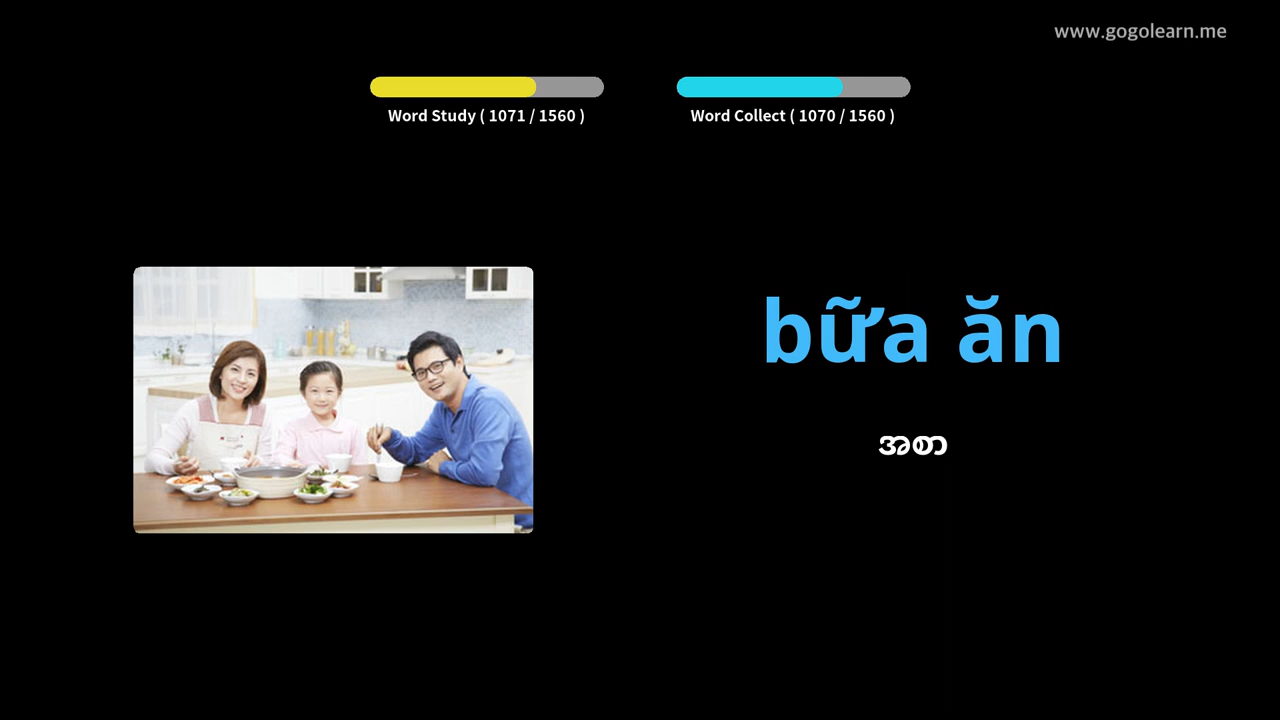 www.gogolearn.me
Word Study ( 1071 / 1560 )
Word Collect ( 1070 / 1560 )
bữa ăn
အစာ